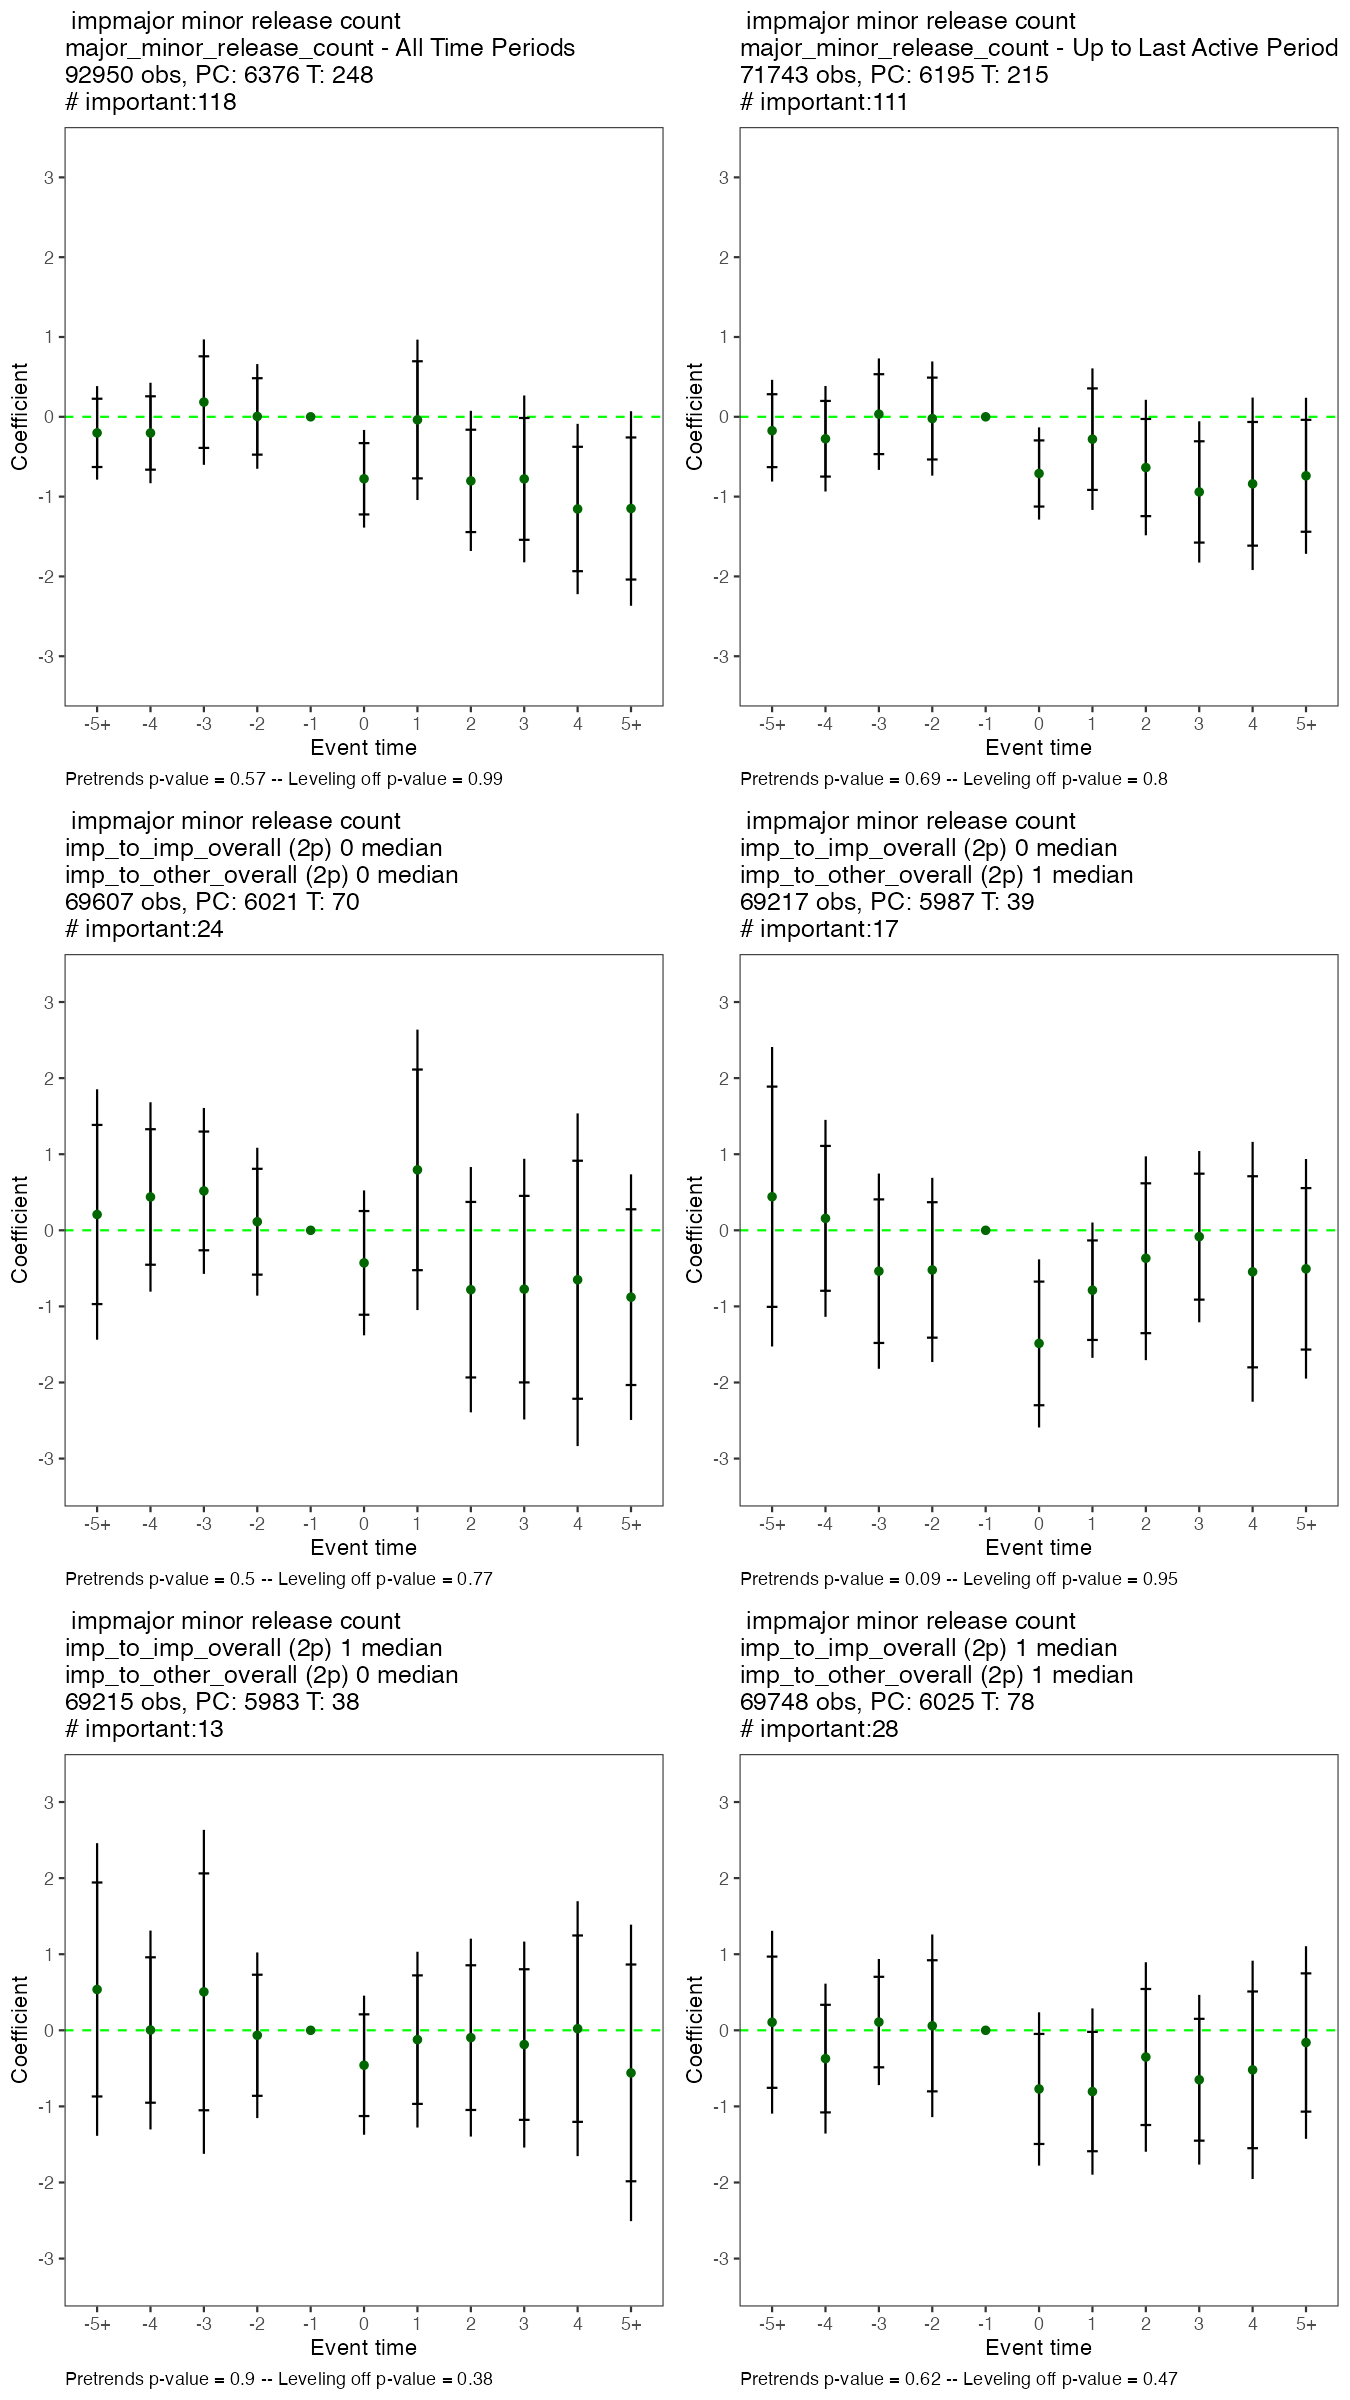 impmajor minor release count
major_minor_release_count - All Time Periods
92950 obs, PC: 6376 T: 248
# important:118
3
2
1
0
-1
-2
-3
Coefficient
-5+ -4 -3 -2 -1 0 1 2 3 4 5+
Event time
Pretrends p-value = 0.57 -- Leveling off p-value = 0.99
impmajor minor release count
major_minor_release_count - Up to Last Active Period
71743 obs, PC: 6195 T: 215
# important:111
3
2
1
0
-1
-2
-3
Coefficient
-5+ -4 -3 -2 -1 0 1 2 3 4 5+
Event time
Pretrends p-value = 0.69 -- Leveling off p-value = 0.8
impmajor minor release count
imp_to_imp_overall (2p) 0 median
imp_to_other_overall (2p) 0 median
69607 obs, PC: 6021 T: 70
# important:24
3
2
1
0
-1
-2
-3
Coefficient
-5+ -4 -3 -2 -1 0 1 2 3 4 5+
Event time
Pretrends p-value = 0.5 -- Leveling off p-value = 0.77
impmajor minor release count
imp_to_imp_overall (2p) 0 median
imp_to_other_overall (2p) 1 median
69217 obs, PC: 5987 T: 39
# important:17
3
2
1
0
-1
-2
-3
Coefficient
-5+ -4 -3 -2 -1 0 1 2 3 4 5+
Event time
Pretrends p-value = 0.09 -- Leveling off p-value = 0.95
impmajor minor release count
imp_to_imp_overall (2p) 1 median
imp_to_other_overall (2p) 0 median
69215 obs, PC: 5983 T: 38
# important:13
3
2
1
0
-1
-2
-3
Coefficient
-5+ -4 -3 -2 -1 0 1 2 3 4 5+
Event time
Pretrends p-value = 0.9 -- Leveling off p-value = 0.38
impmajor minor release count
imp_to_imp_overall (2p) 1 median
imp_to_other_overall (2p) 1 median
69748 obs, PC: 6025 T: 78
# important:28
3
2
1
0
-1
-2
-3
Coefficient
-5+ -4 -3 -2 -1 0 1 2 3 4 5+
Event time
Pretrends p-value = 0.62 -- Leveling off p-value = 0.47